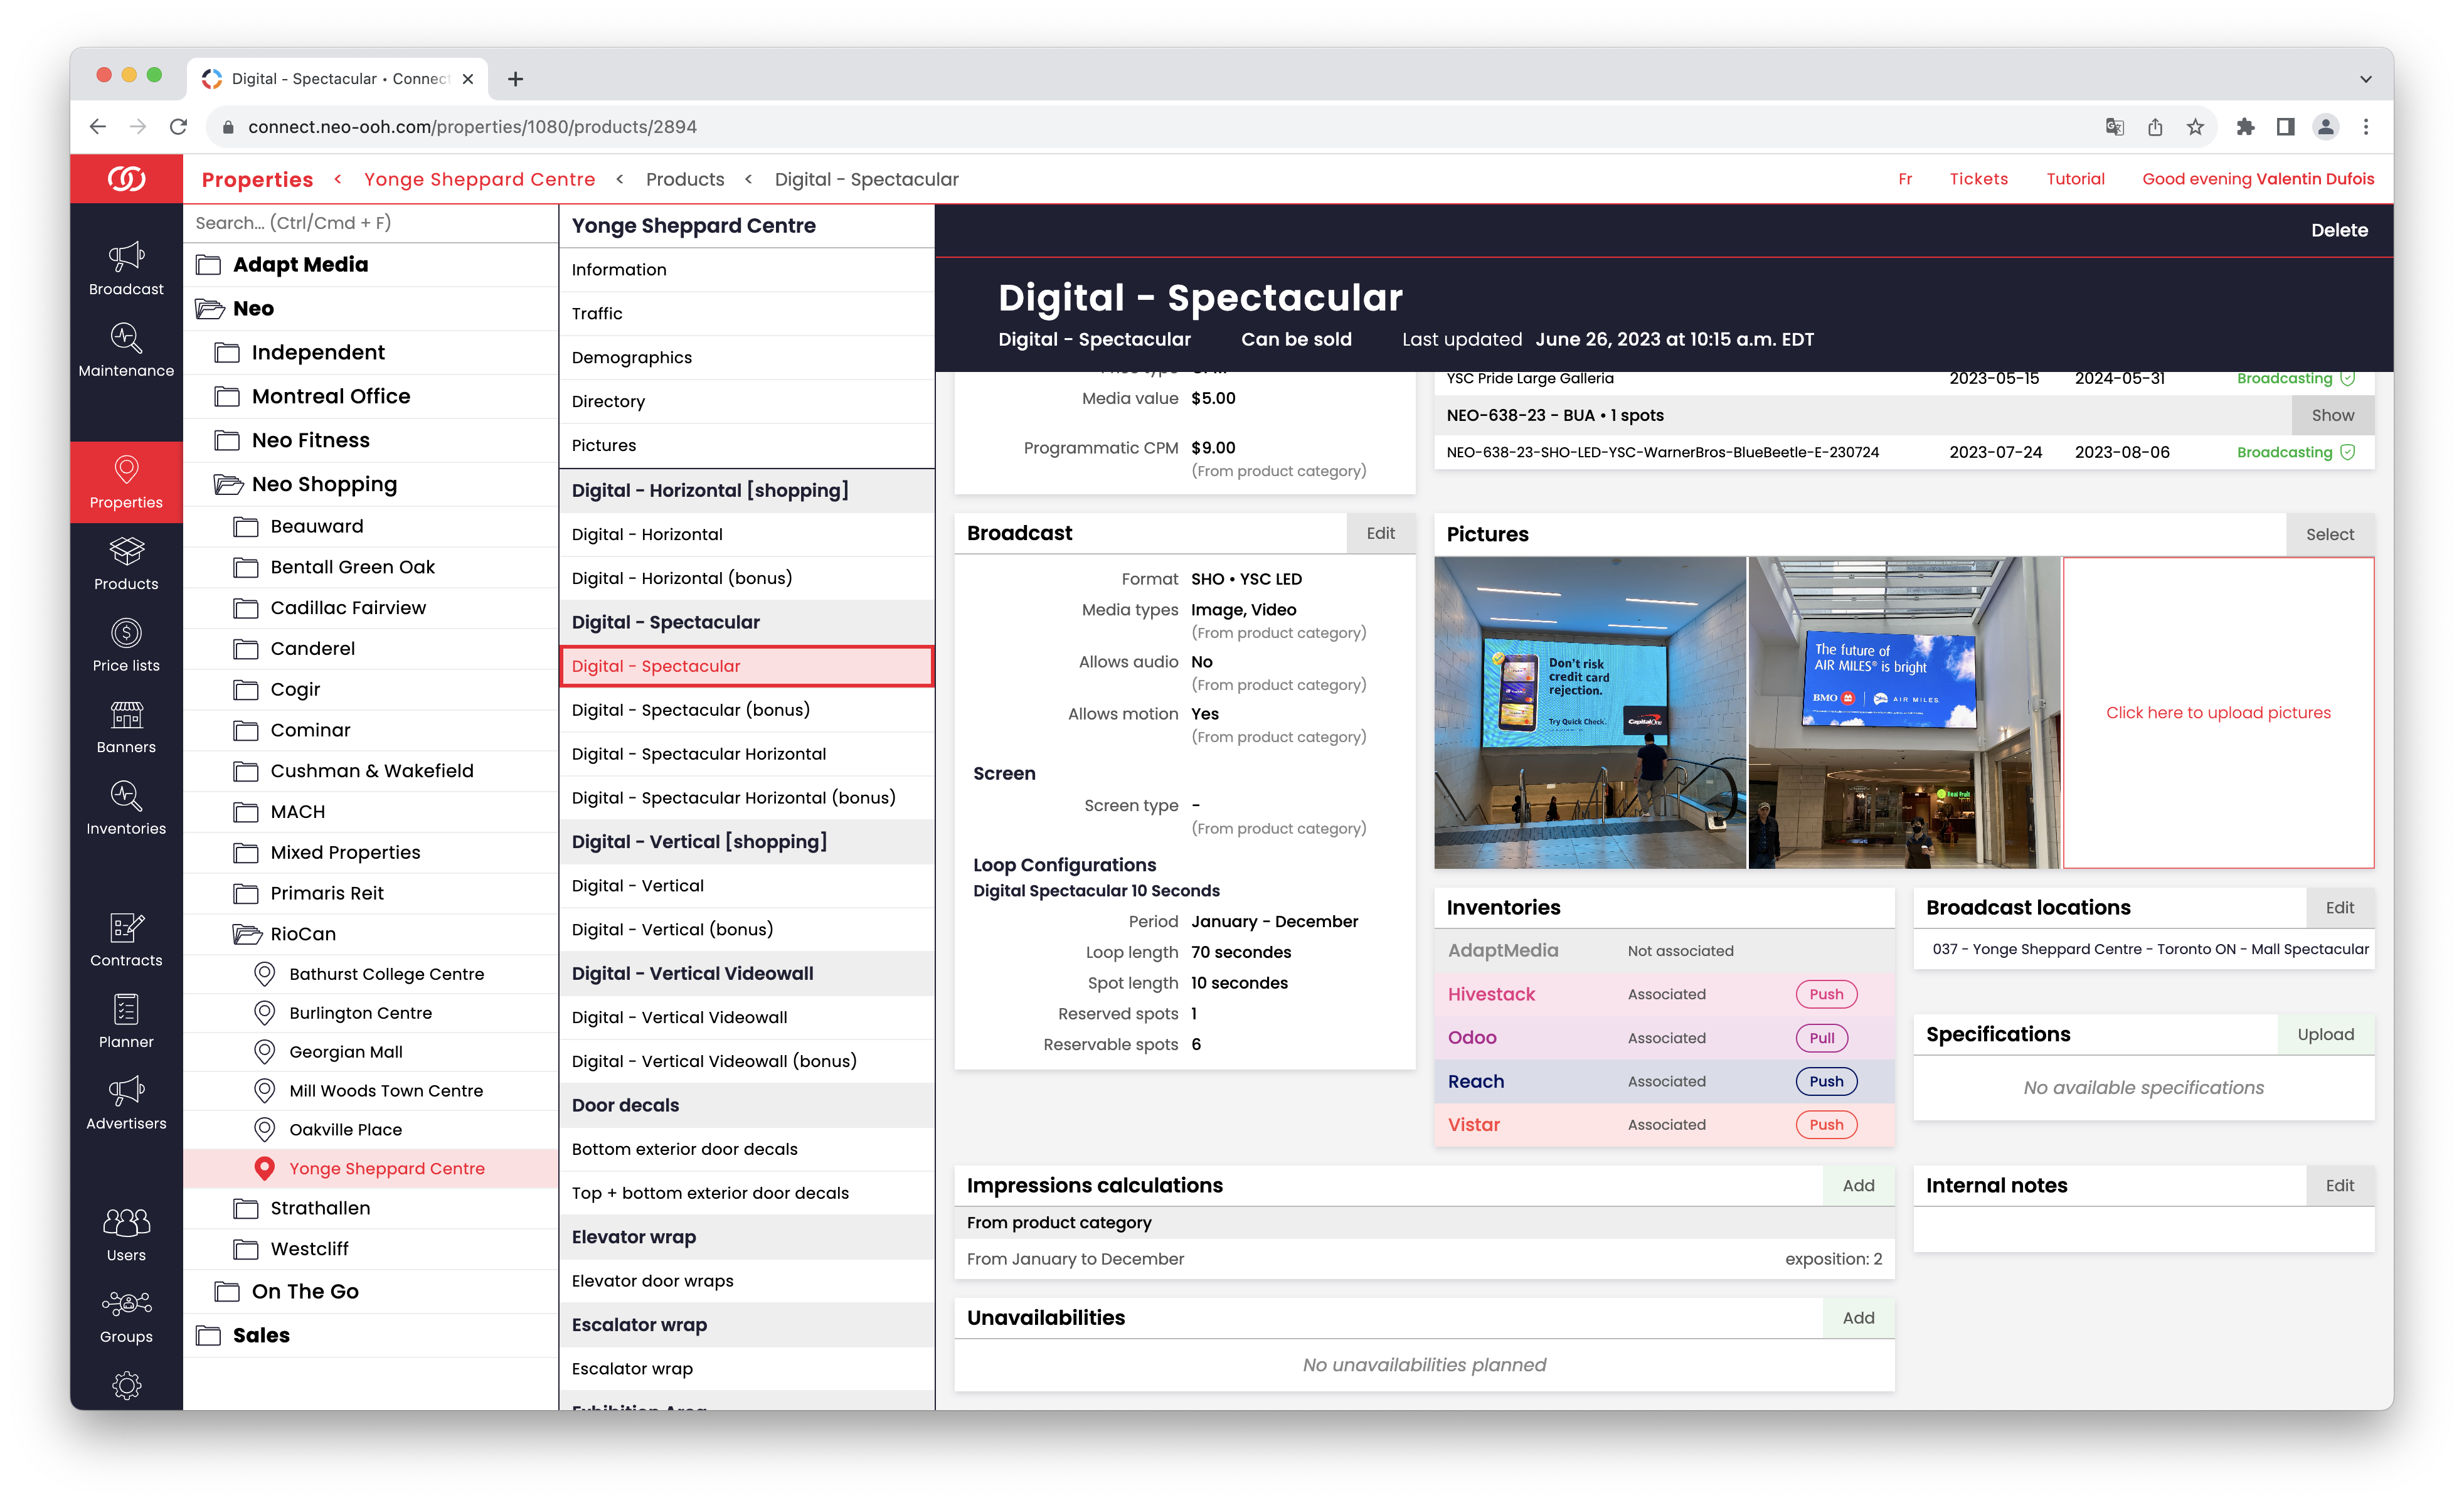 Digital - Spectacular • Connect
connect.neo-ooh.com/properties/1080/products/2894
Properties < Yonge Sheppard Centre < Products < Digital - Spectacular
Fr Tickets Tutorial Good evening Valentin Dufois
Broadcast
Maintenance
Properties
Products
Price lists
Banners
Inventories
Contracts
Planner
Advertisers
Users
Groups
Search... (Ctrl/Cmd + F)
Adapt Media
Neo
Independent
Montreal Office
Neo Fitness
Neo Shopping
Beauward
Bentall Green Oak
Cadillac Fairview
Canderel
Cogir
Cominar
Cushman & Wakefield
MACH
Mixed Properties
Primaris Reit
RioCan
Bathurst College Centre
Burlington Centre
Georgian Mall
Mill Woods Town Centre
Oakville Place
Yonge Sheppard Centre
Strathallen
Westcliff
On The Go
Sales
Yonge Sheppard Centre
Information
Traffic
Demographics
Directory
Pictures
Digital - Horizontal [shopping]
Digital - Horizontal
Digital - Horizontal (bonus)
Digital - Spectacular
Digital - Spectacular
Digital - Spectacular (bonus)
Digital - Spectacular Horizontal
Digital - Spectacular Horizontal (bonus)
Digital - Vertical [shopping]
Digital - Vertical
Digital - Vertical (bonus)
Digital - Vertical Videowall
Digital - Vertical Videowall
Digital - Vertical Videowall (bonus)
Door decals
Bottom exterior door decals
Top + bottom exterior door decals
Elevator wrap
Elevator door wraps
Escalator wrap
Escalator wrap
Delete
Digital - Spectacular
Digital - Spectacular Can be sold Last updated June 26, 2023 at 10:15 a.m. EDT
Media value $5.00
Programmatic CPM $9.00
(From product category)
YSC Pride Large Galleria 2023-05-15 2024-05-31 Broadcasting
NEO-638-23 - BUA • 1 spots Show
NEO-638-23-SHO-LED-YSC-WarnerBros-BlueBeetle-E-230724 2023-07-24 2023-08-06 Broadcasting
Broadcast Edit
Format SHO • YSC LED
Media types Image, Video
(From product category)
Allows audio No
(From product category)
Allows motion Yes
(From product category)
Screen
Screen type -
(From product category)
Loop Configurations
Digital Spectacular 10 Seconds
Period January - December
Loop length 70 secondes
Spot length 10 secondes
Reserved spots 1
Reservable spots 6
Pictures Select
Don't risk
credit card
rejection.
Try Quick Check.
Capital One
The future of
AIR MILES® is bright
BMO AIR MILES
Real Fruit
Click here to upload pictures
Inventories
AdaptMedia Not associated
Hivestack Associated Push
Odoo Associated Pull
Reach Associated Push
Vistar Associated Push
Broadcast locations Edit
037 - Yonge Sheppard Centre - Toronto ON - Mall Spectacular
Specifications Upload
No available specifications
Impressions calculations Add
From product category
From January to December exposition: 2
Internal notes Edit
Unavailabilities Add
No unavailabilities planned